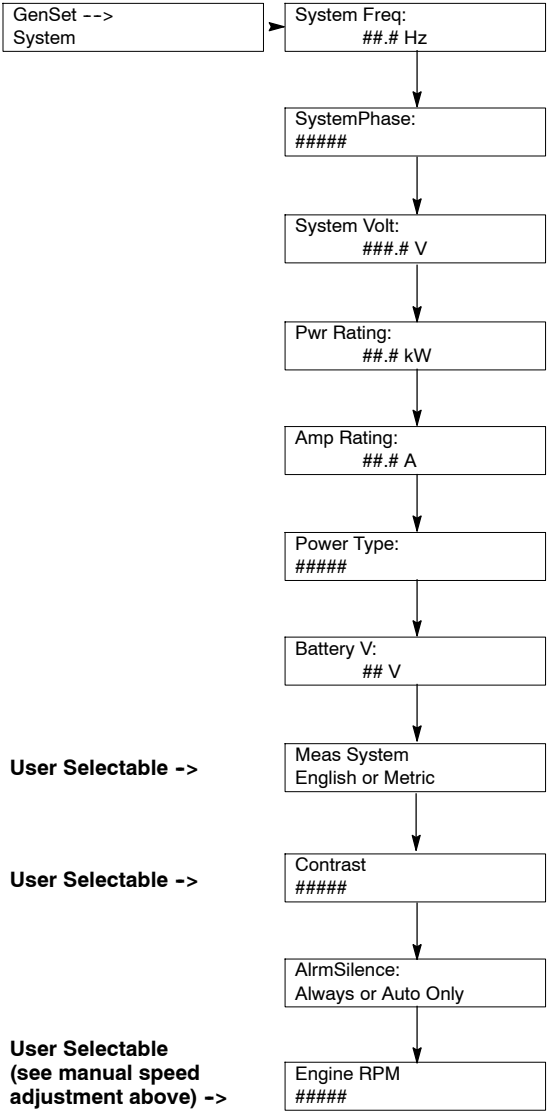 GenSet -->
System
System Freq:
##.# Hz
SystemPhase:
#####
System Volt:
###.# V
Pwr Rating:
##.# kW
Amp Rating:
##.# A
Power Type:
#####
Battery V:
## V
User Selectable ->
Meas System
English or Metric
User Selectable ->
Contrast
#####
AlrmSilence:
Always or Auto Only
User Selectable
(see manual speed
adjustment above) ->
Engine RPM
#####